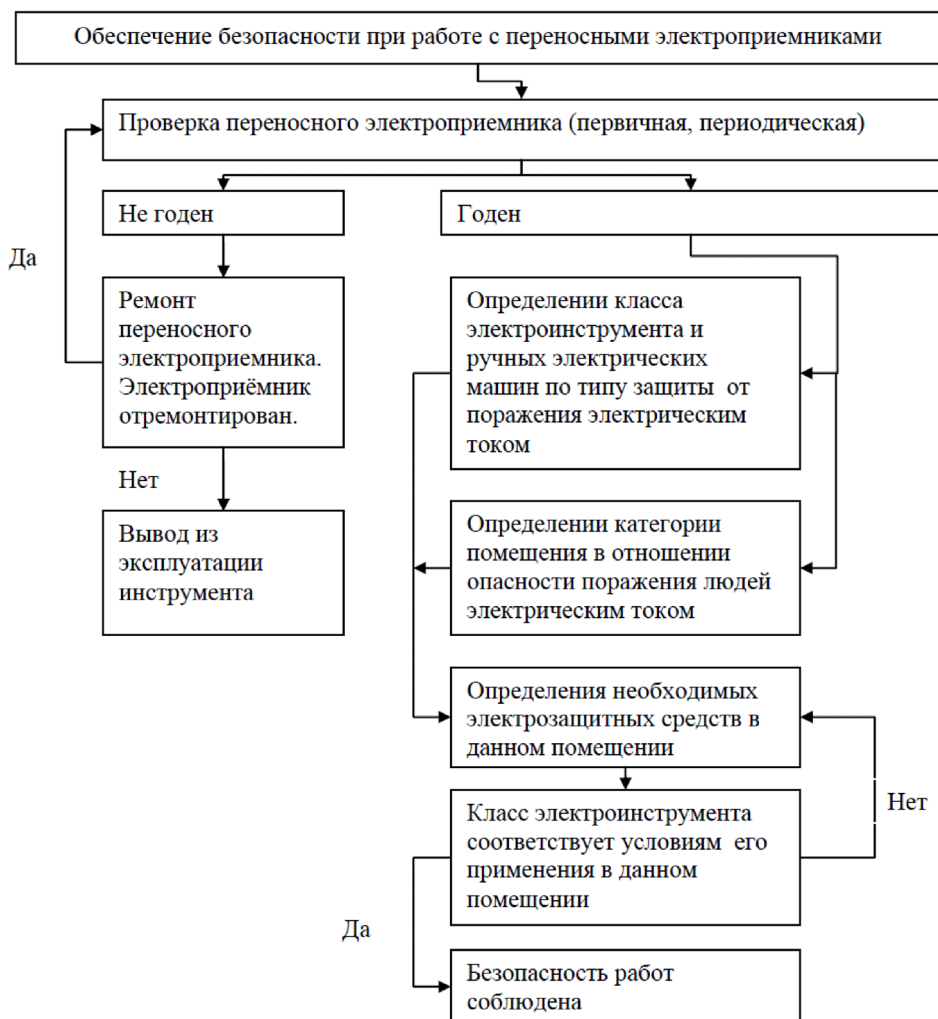 Обеспечение безопасности при работе с переносными электроприемниками
Проверка переносного электроприемника (первичная, периодическая)
Не годен
Годен
Да
Ремонт
переносного
электроприемника.
Электроприёмник
отремонтирован.
Нет
Вывод из
эксплуатации
инструмента
Определении класса
электроинструмента и
ручных электрических
машин по типу защиты от
поражения электрическим
током
Определении категории
помещения в отношении
опасности поражения людей
электрическим током
Определения необходимых
электрозащитных средств в
данном помещении
Нет
Класс электроинструмента
соответствует условиям его
применения в данном
помещении
Да
Безопасность работ
соблюдена